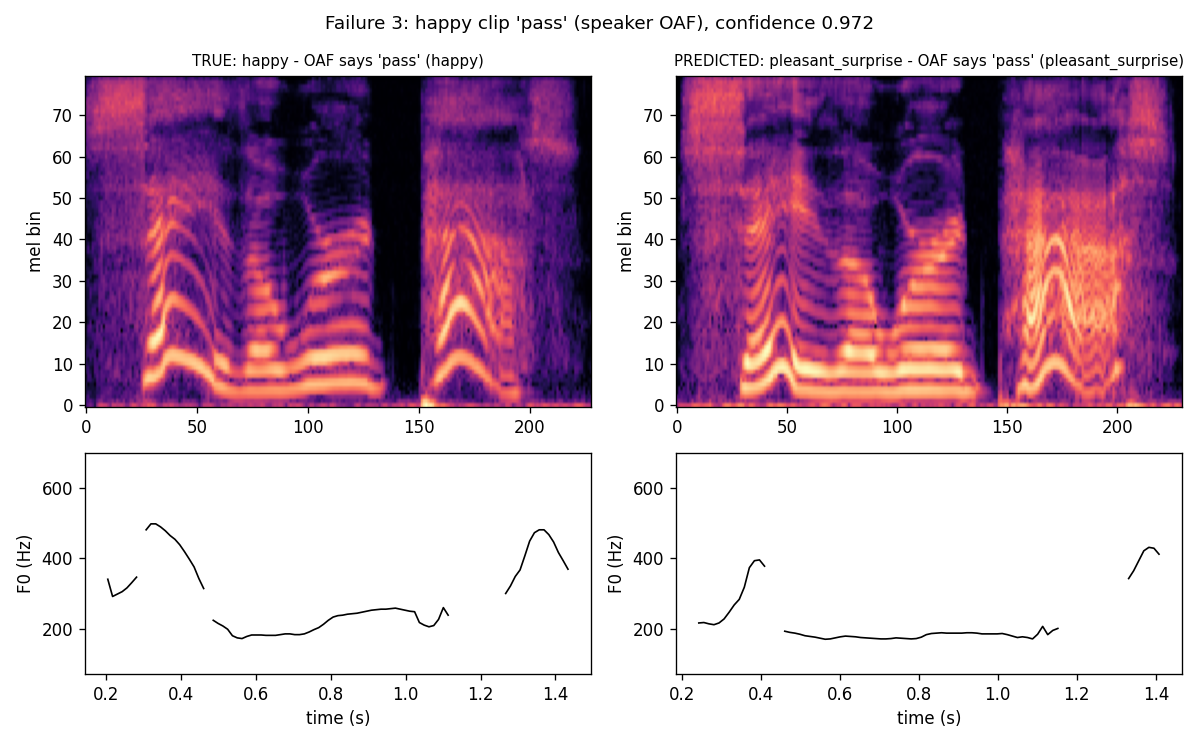 Failure 3: happy clip 'pass' (speaker OAF), confidence 0.972
TRUE: happy - OAF says 'pass' (happy)
PREDICTED: pleasant_surprise - OAF says 'pass' (pleasant_surprise)
mel bin
70
60
50
40
30
20
10
0
0 50 100 150 200
mel bin
70
60
50
40
30
20
10
0
0 50 100 150 200
F0 (Hz)
600
400
200
0.2 0.4 0.6 0.8 1.0 1.2 1.4
time (s)
F0 (Hz)
600
400
200
0.2 0.4 0.6 0.8 1.0 1.2 1.4
time (s)